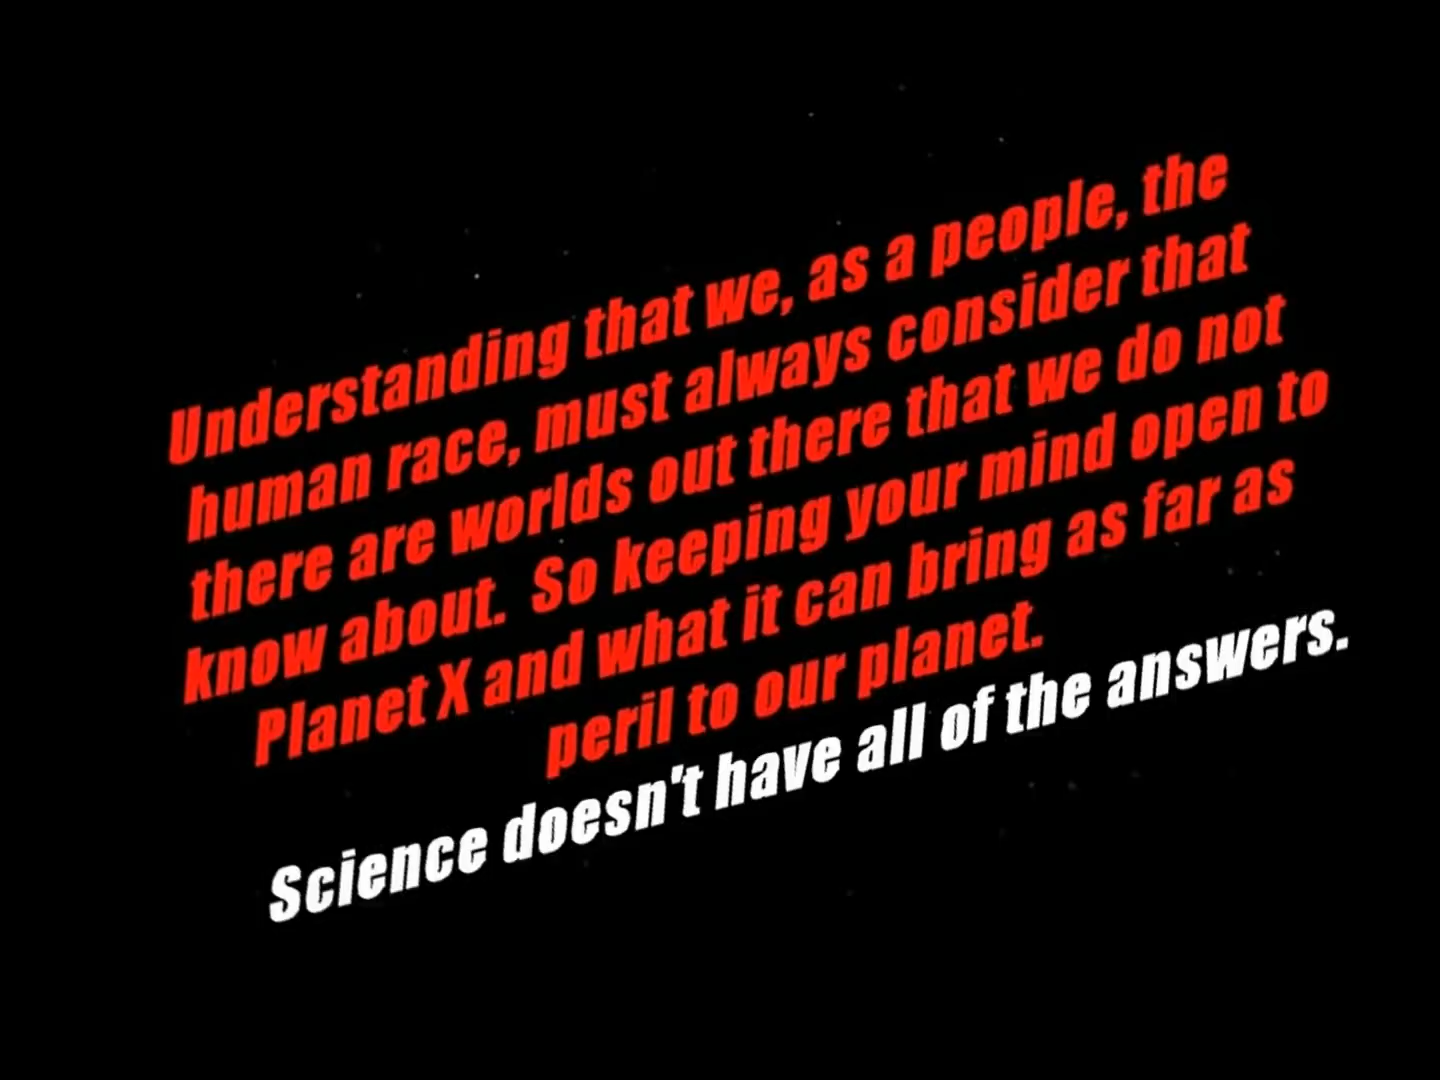 Understanding that we, as a people, the
human race, must always consider that
there are worlds out there that we do not
know about.  So keeping your mind open to
Planet X and what it can bring as far as
peril to our planet.
Science doesn't have all of the answers.